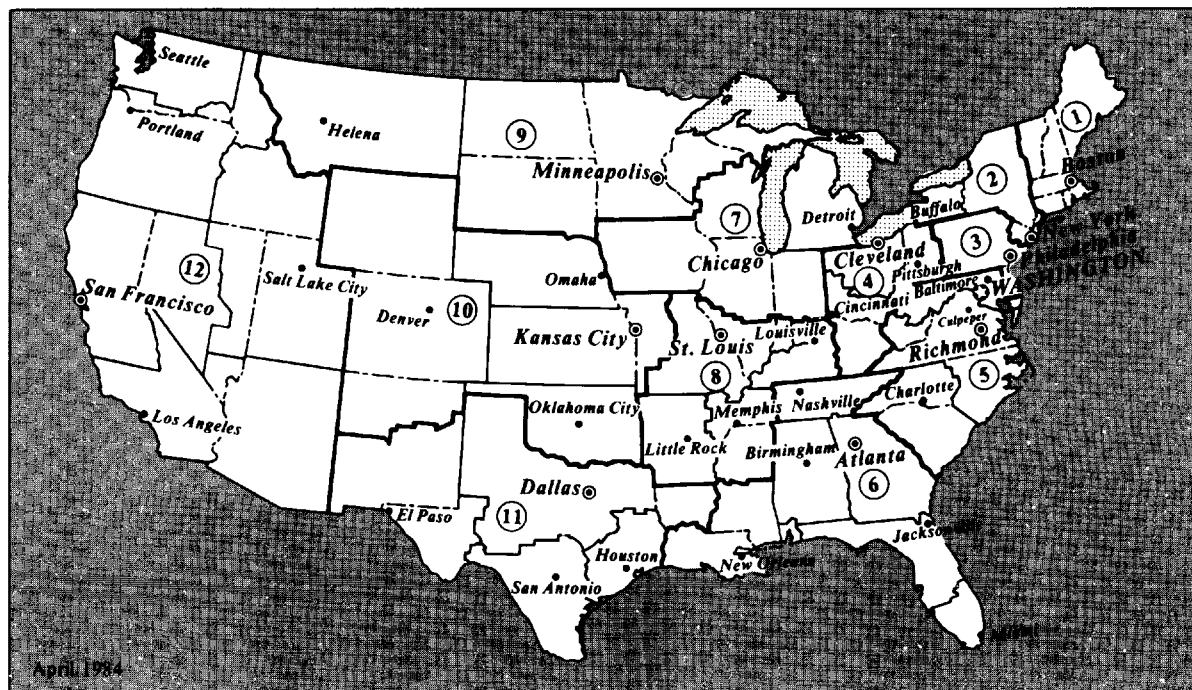 Seattle
Portland
Helena
9
Minneapolis
1
Boston
2
Buffalo
Detroit
7
Chicago
Cleveland
4
3
New York
Philadelphia
Pittsburgh
Baltimore
WASHINGTON
Cincinnati
Culpeper
Richmond
5
12
San Francisco
Salt Lake City
Denver
10
Omaha
Kansas City
St. Louis
8
Louisville
Los Angeles
Oklahoma City
Memphis
Nashville
Charlotte
Little Rock
Birmingham
Atlanta
6
Dallas
11
El Paso
Houston
San Antonio
New Orleans
Jacksonville
Miami
April 1984